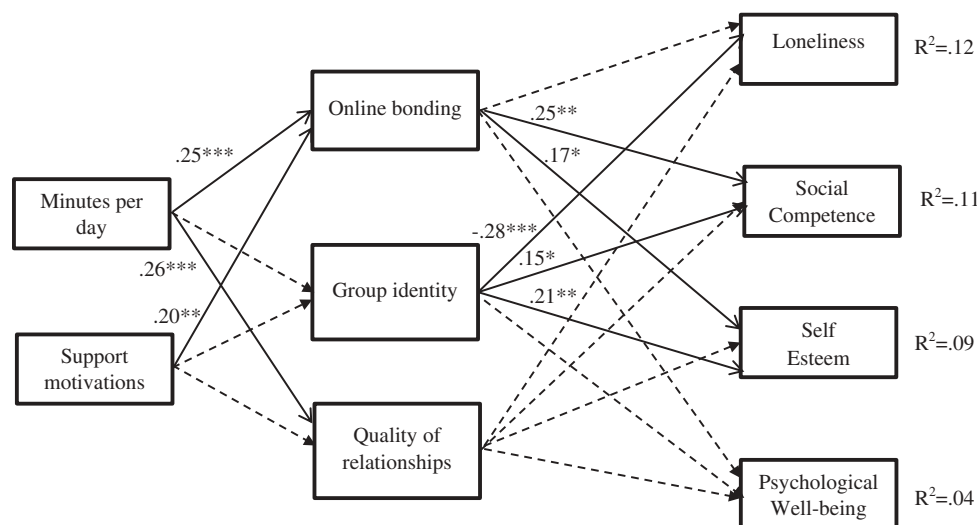 Loneliness
R²=.12
Online bonding
.25**
.25***
.17*
Minutes per
day
Social
Competence
R²=.11
-.28***
.15*
.26***
Group identity
.21**
.20**
Support
motivations
Self
Esteem
R²=.09
Quality of
relationships
Psychological
Well-being
R²=.04